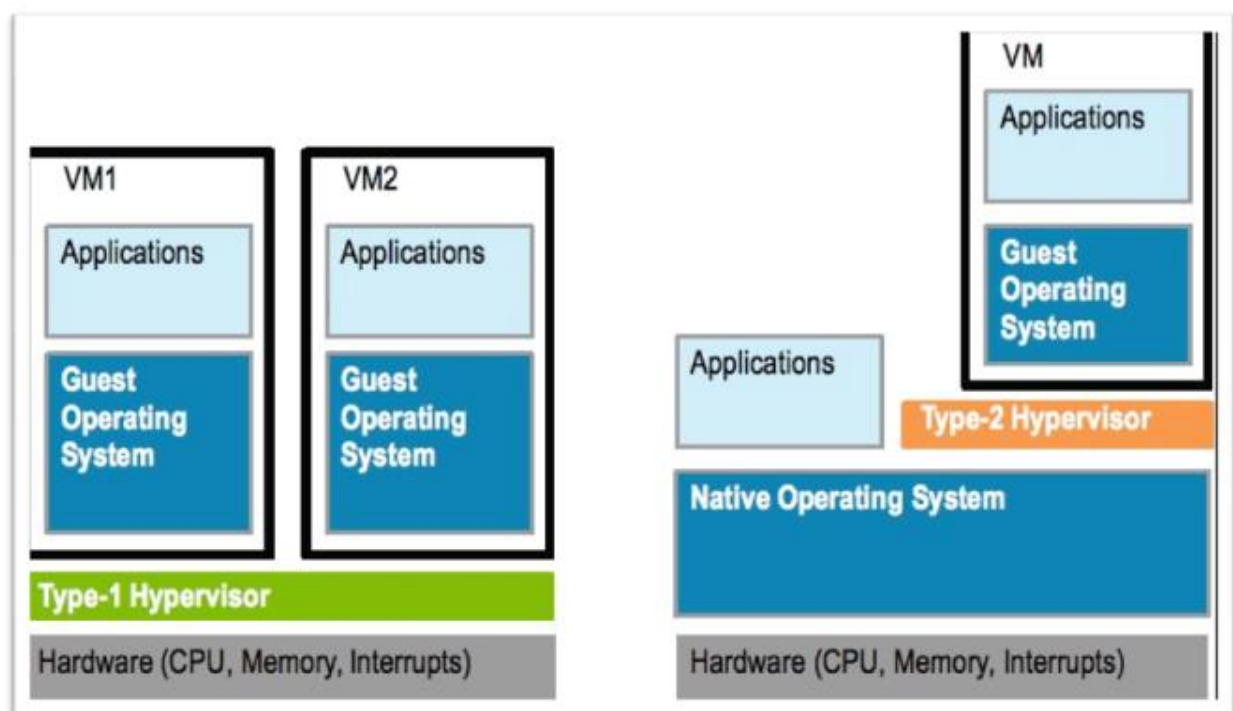 VM1
Applications
Guest
Operating
System
VM2
Applications
Guest
Operating
System
Type-1 Hypervisor
Hardware (CPU, Memory, Interrupts)
VM
Applications
Guest
Operating
System
Applications
Type-2 Hypervisor
Native Operating System
Hardware (CPU, Memory, Interrupts)